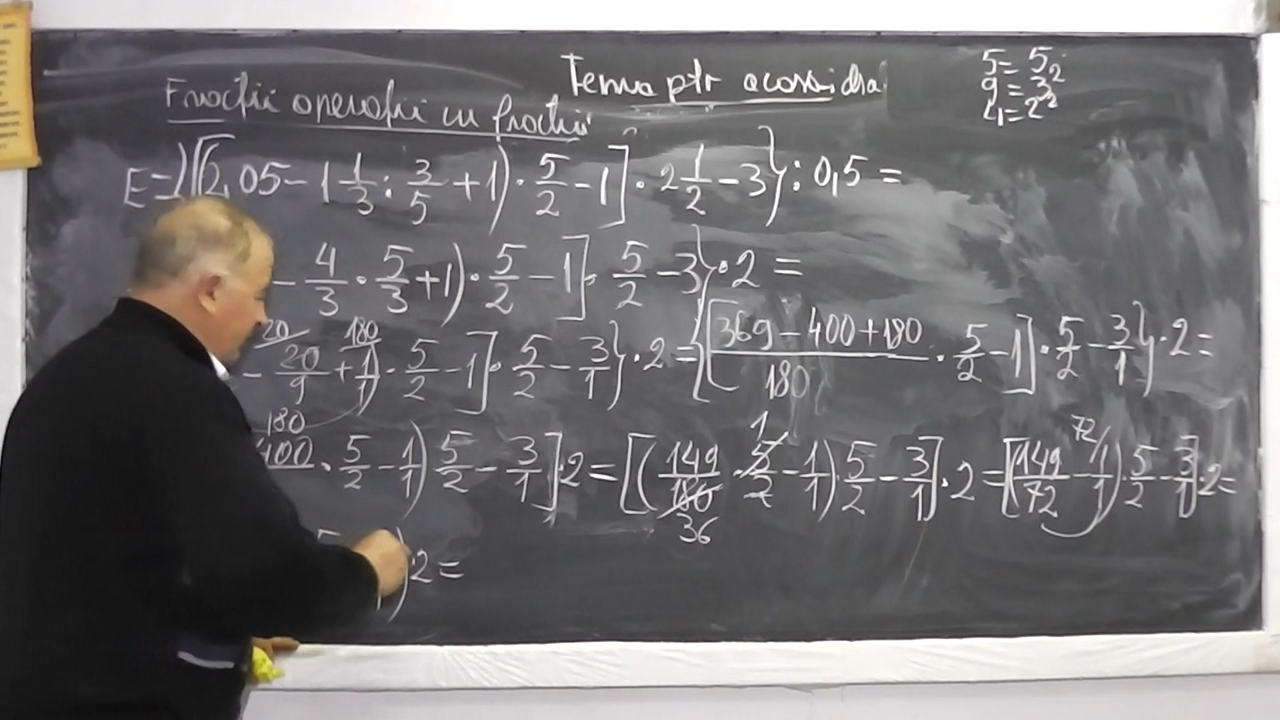 Tema ptr acasă
5 = 5
9 = 3²
4 = 2²
Fracții operații cu fracții
E = {[(2,05 - 1 1/3 : 3/5 + 1) · 5/2 - 1] · 2 1/2 - 3} : 0,5 =
- 4/3 · 5/3 + 1) · 5/2 - 1] · 5/2 - 3} · 2 =
20 180
- 20/9 + 1/1) · 5/2 - 1] · 5/2 - 3/1} · 2 = {[369 - 400 + 180/180 · 5/2 - 1] · 5/2 - 3/1} · 2 =
180
400 · 5/2 - 1/1) 5/2 - 3/1] · 2 = [(149/180 · 5/2 - 1/1) · 5/2 - 3/1] · 2 = [(149/72 - 1/1) · 5/2 - 3/1] · 2 =
1 72
36
) · 2 =